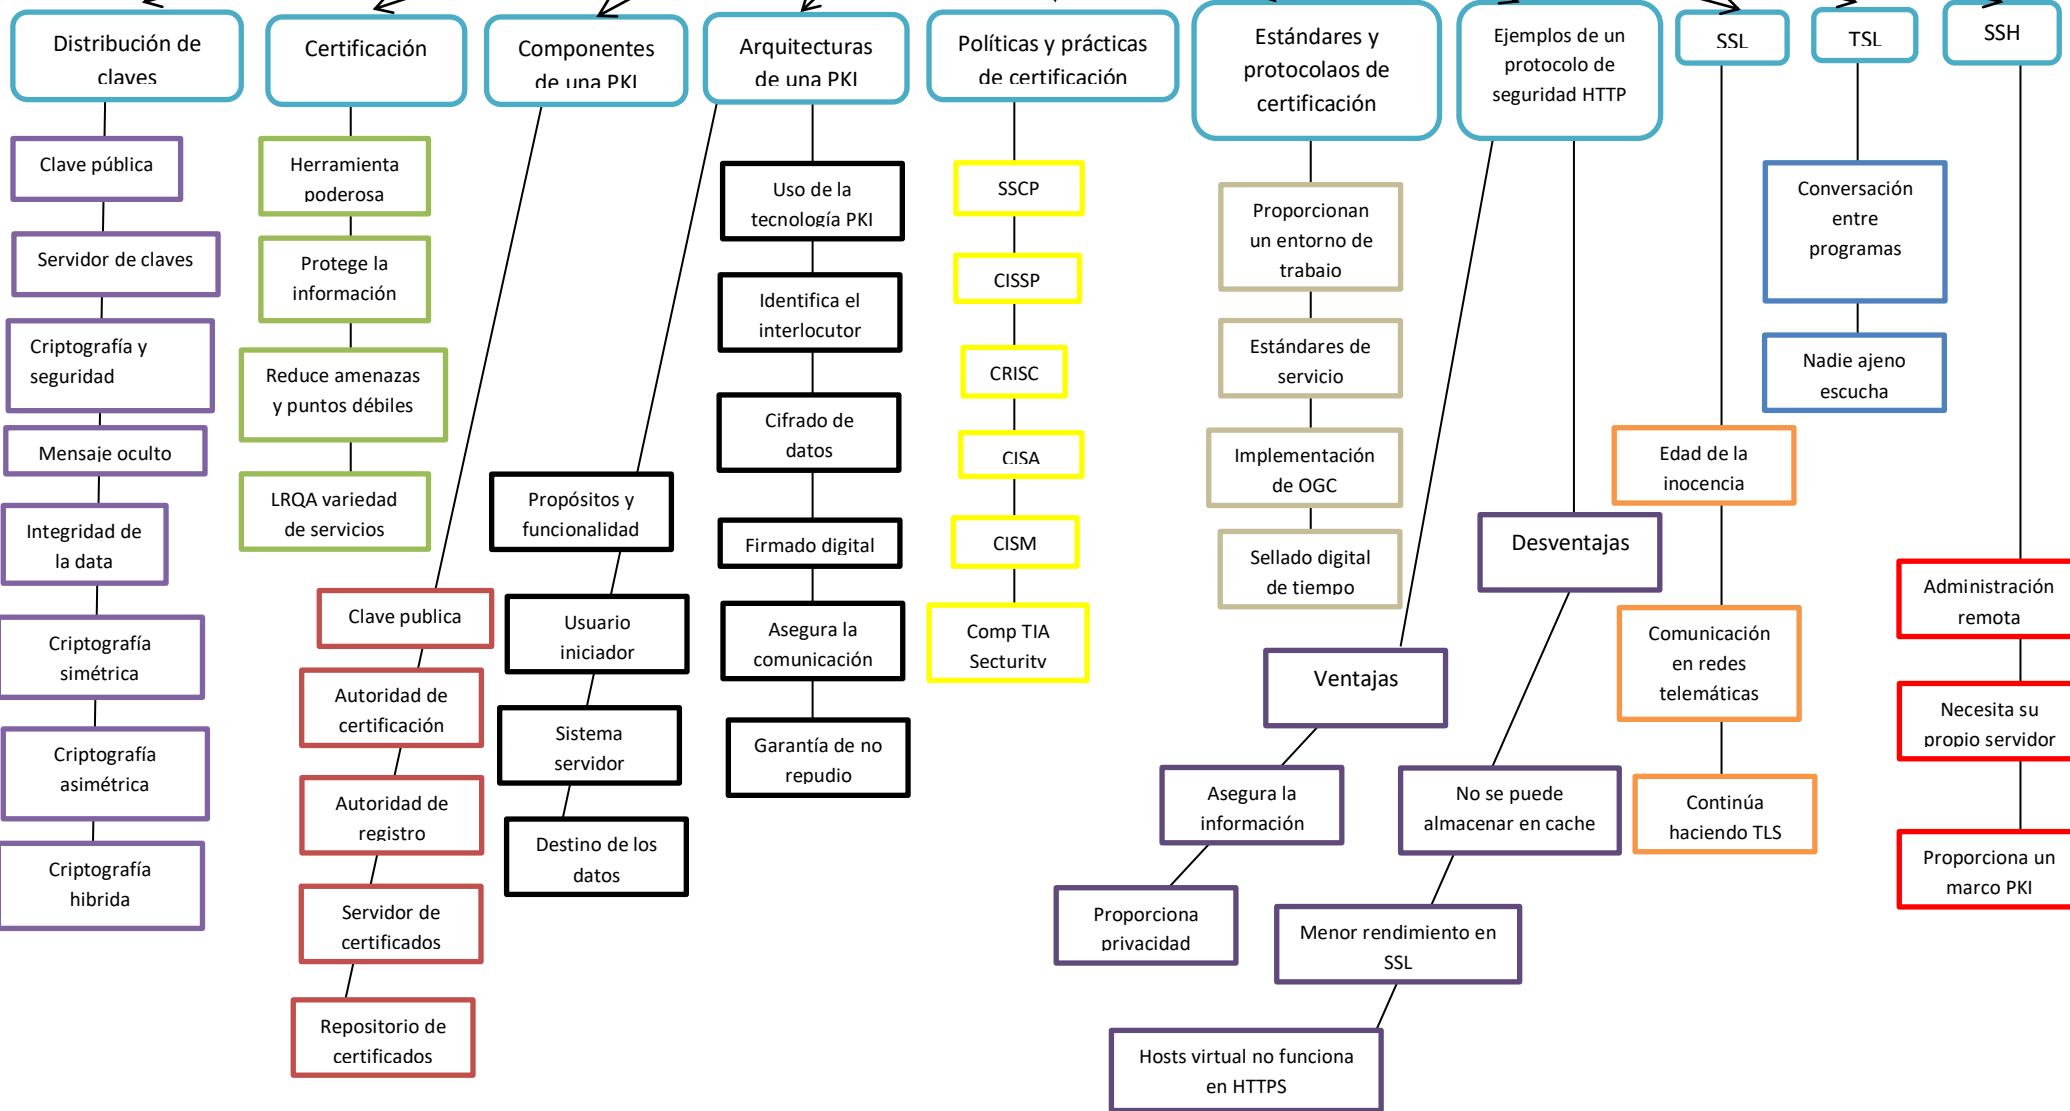 Distribución de
claves
Clave pública
Servidor de claves
Criptografía y
seguridad
Mensaje oculto
Integridad de
la data
Criptografía
simétrica
Criptografía
asimétrica
Criptografía
hibrida
Certificación
Herramienta
poderosa
Protege la
información
Reduce amenazas
y puntos débiles
LRQA variedad
de servicios
Componentes
de una PKI
Clave publica
Autoridad de
certificación
Autoridad de
registro
Servidor de
certificados
Repositorio de
certificados
Arquitecturas
de una PKI
Propósitos y
funcionalidad
Usuario
iniciador
Sistema
servidor
Destino de los
datos
Uso de la
tecnología PKI
Identifica el
interlocutor
Cifrado de
datos
Firmado digital
Asegura la
comunicación
Garantía de no
repudio
Políticas y prácticas
de certificación
SSCP
CISSP
CRISC
CISA
CISM
Comp TIA
Secturity
Estándares y
protocolaos de
certificación
Proporcionan
un entorno de
trabajo
Estándares de
servicio
Implementación
de OGC
Sellado digital
de tiempo
Ejemplos de un
protocolo de
seguridad HTTP
Ventajas
Asegura la
información
Proporciona
privacidad
Desventajas
No se puede
almacenar en cache
Menor rendimiento en
SSL
Hosts virtual no funciona
en HTTPS
SSL
Edad de la
inocencia
Comunicación
en redes
telemáticas
Continúa
haciendo TLS
TSL
Conversación
entre
programas
Nadie ajeno
escucha
SSH
Administración
remota
Necesita su
propio servidor
Proporciona un
marco PKI